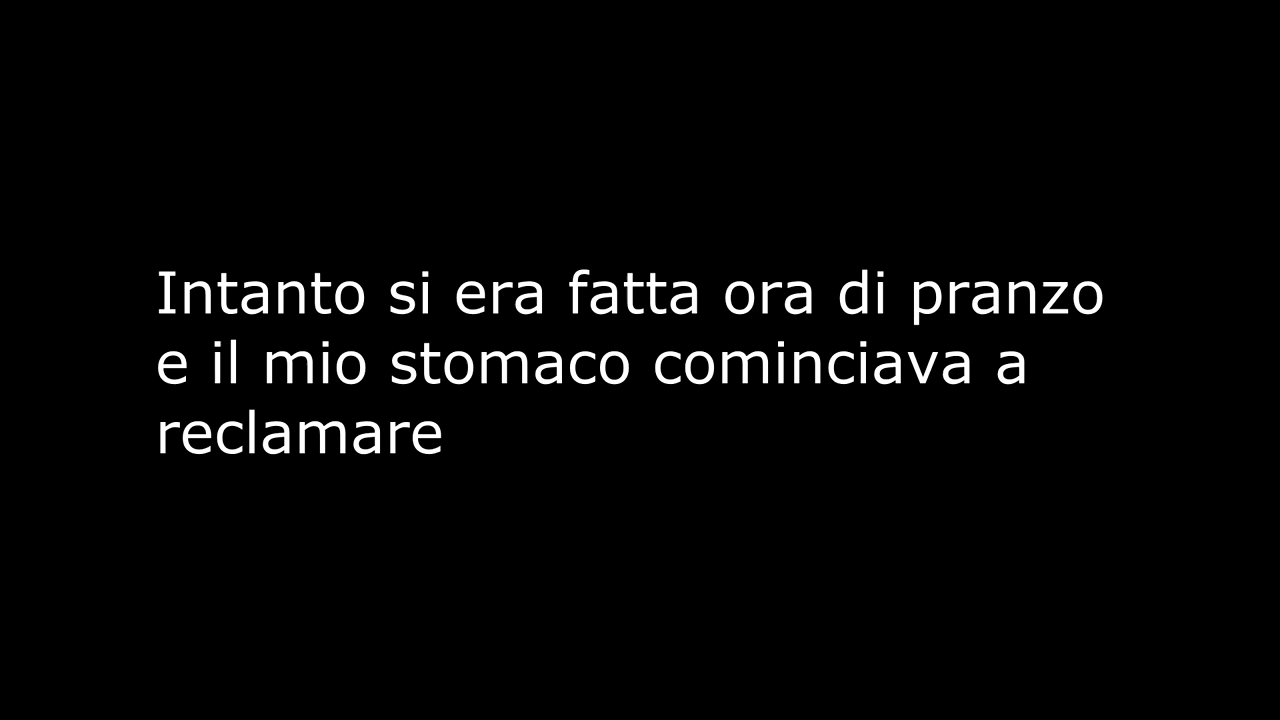 Intanto si era fatta ora di pranzo
e il mio stomaco cominciava a
reclamare